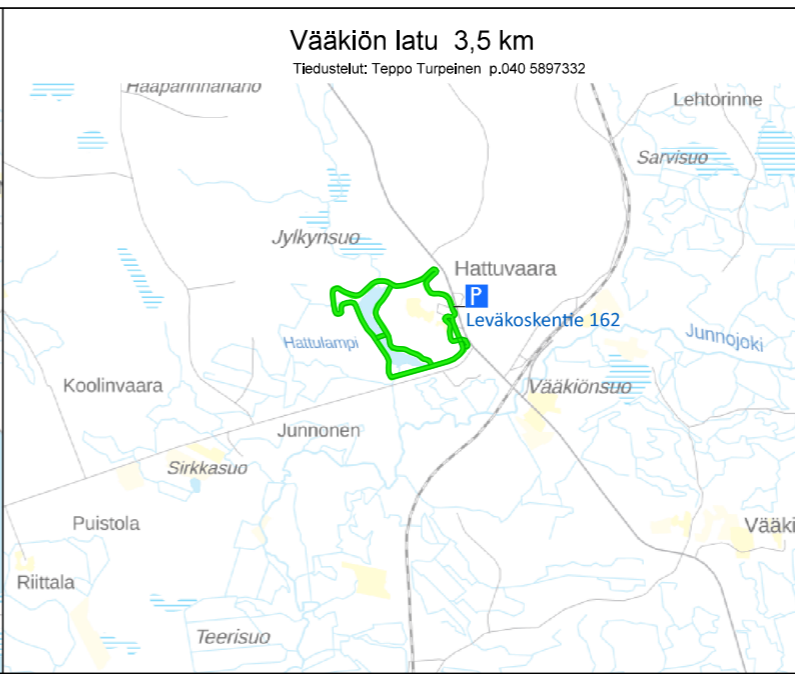 Vääkiön latu 3,5 km
Tiedustelut: Teppo Turpeinen p.040 5897332
Lehtorinne
Sarvisuo
Jylkynsuo
Hattuvaara
P
Leväkoskentie 162
Junnojoki
Hattulampi
Koolinvaara
Vääkiönsuo
Junnonen
Sirkkasuo
Puistola
Vääki
Riittala
Teerisuo